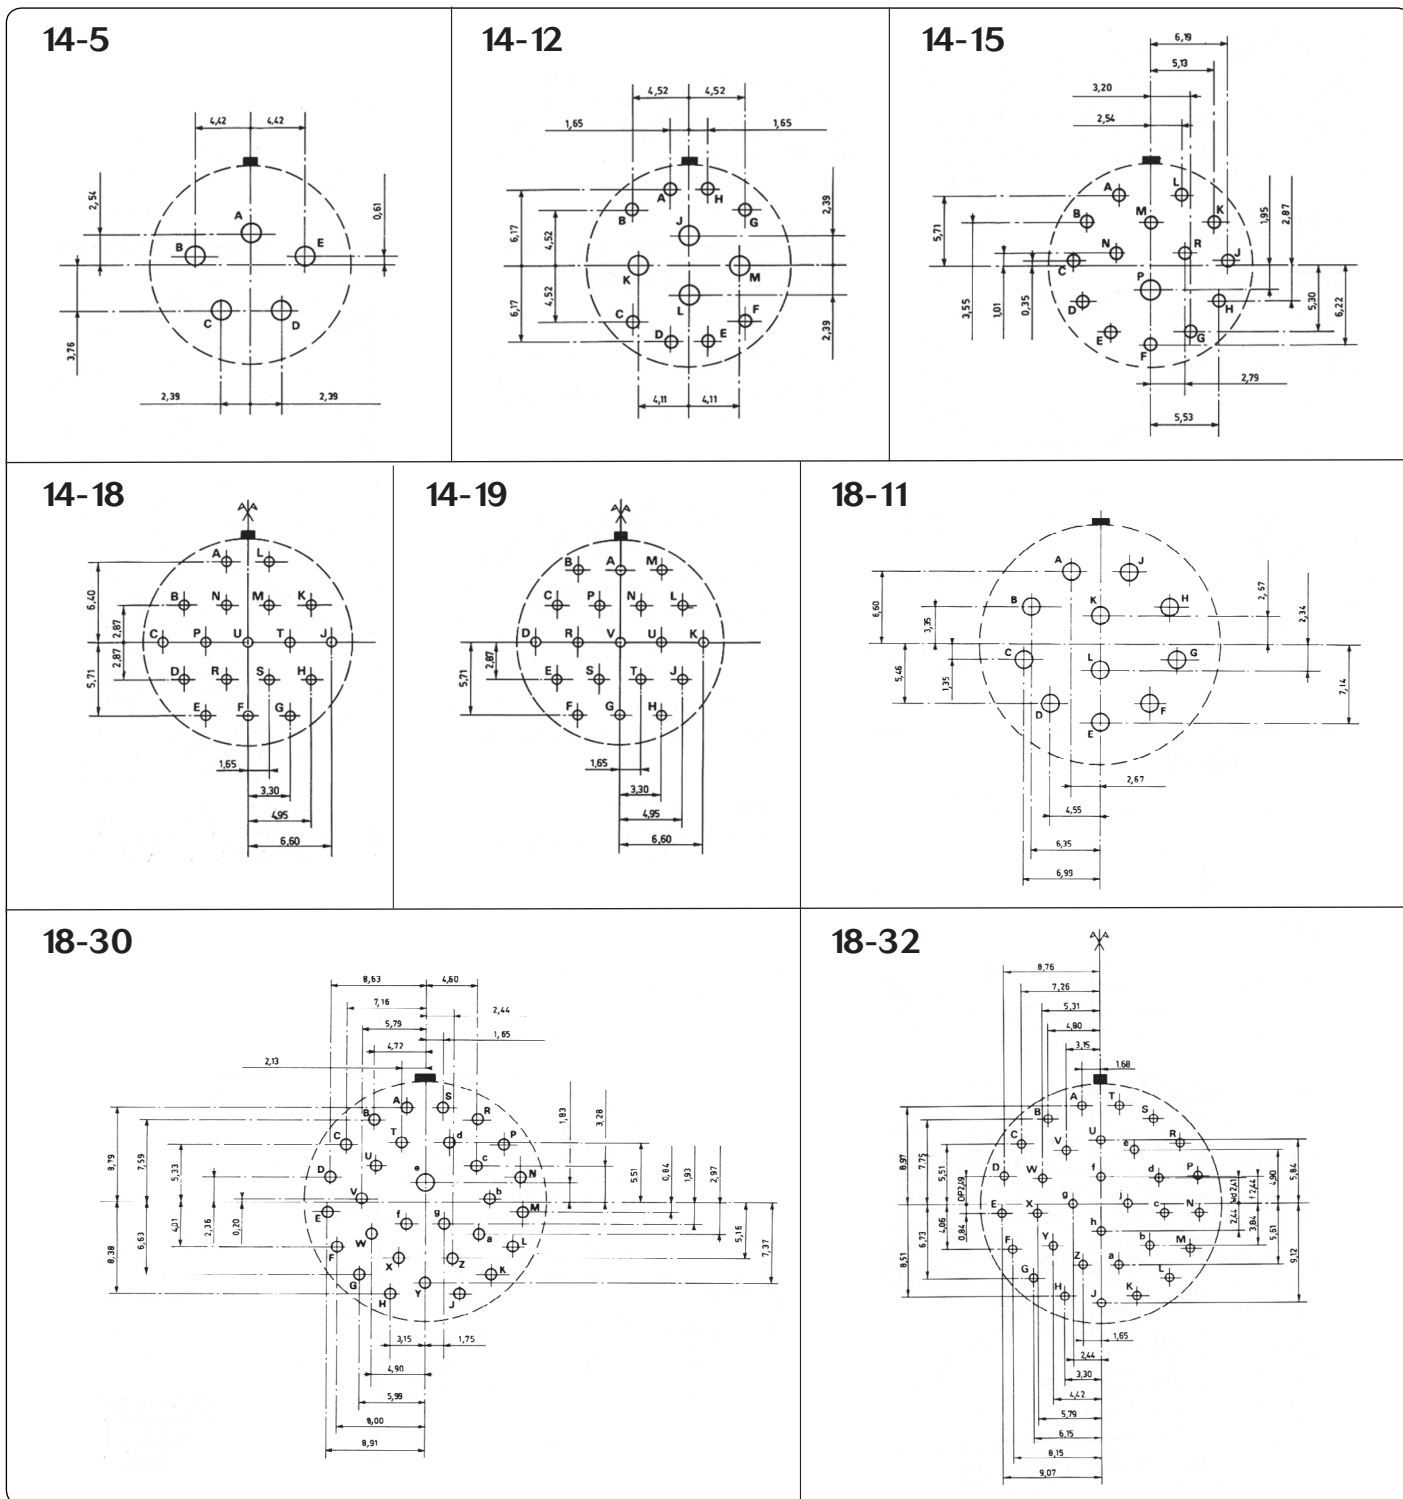 14-5
14-12
14-15
4,42 4,42
2,54
0,61
A
B
E
C
D
3,76
2,39
2,39
4,52 4,52
1,65
1,65
A
H
B
G
J
K
M
L
C
F
D
E
6,17
4,52
4,52
6,17
2,39
2,39
4,11 4,11
6,19
5,13
3,20
2,54
A
L
B
M
K
N
R
C
J
P
D
H
E
G
F
5,71
3,55
1,01
0,35
1,95
2,87
5,30
6,22
2,79
5,53
14-18
14-19
18-11
A L
B N M K
C P U T J
D R S H
E F G
6,40
2,87
2,87
5,71
1,65
3,30
4,95
6,60
B A M
C P N L
D R V U K
E S T J
F G H
2,87
5,71
1,65
3,30
4,95
6,60
A
J
B
K
H
C
L
G
D
F
E
6,60
3,35
5,46
1,35
2,67
2,34
7,14
2,67
4,55
6,35
6,99
18-30
18-32
8,63
4,60
7,16
2,44
5,79
1,65
4,72
2,13
A S
B R
C T d P
U c
D e N
V b
E M
f g
W a
F L
X Z
G K
Y
H J
8,79
7,59
5,33
4,01
2,36
0,20
6,63
8,38
1,83
3,28
5,51
0,84
1,93
2,97
5,16
7,37
3,15 1,75
4,90
5,99
8,00
8,91
8,76
7,26
5,31
4,80
3,15
1,68
A T
B S
U
C V e R
D W f d P
g j
E X c N
h
F Y b M
Z a
G L
H K
J
8,97
7,75
5,51
4,06
0,84
6,73
8,51
2,44
3,84
4,90
5,84
5,61
9,12
1,65
2,44
3,30
4,42
5,79
6,15
8,15
9,07